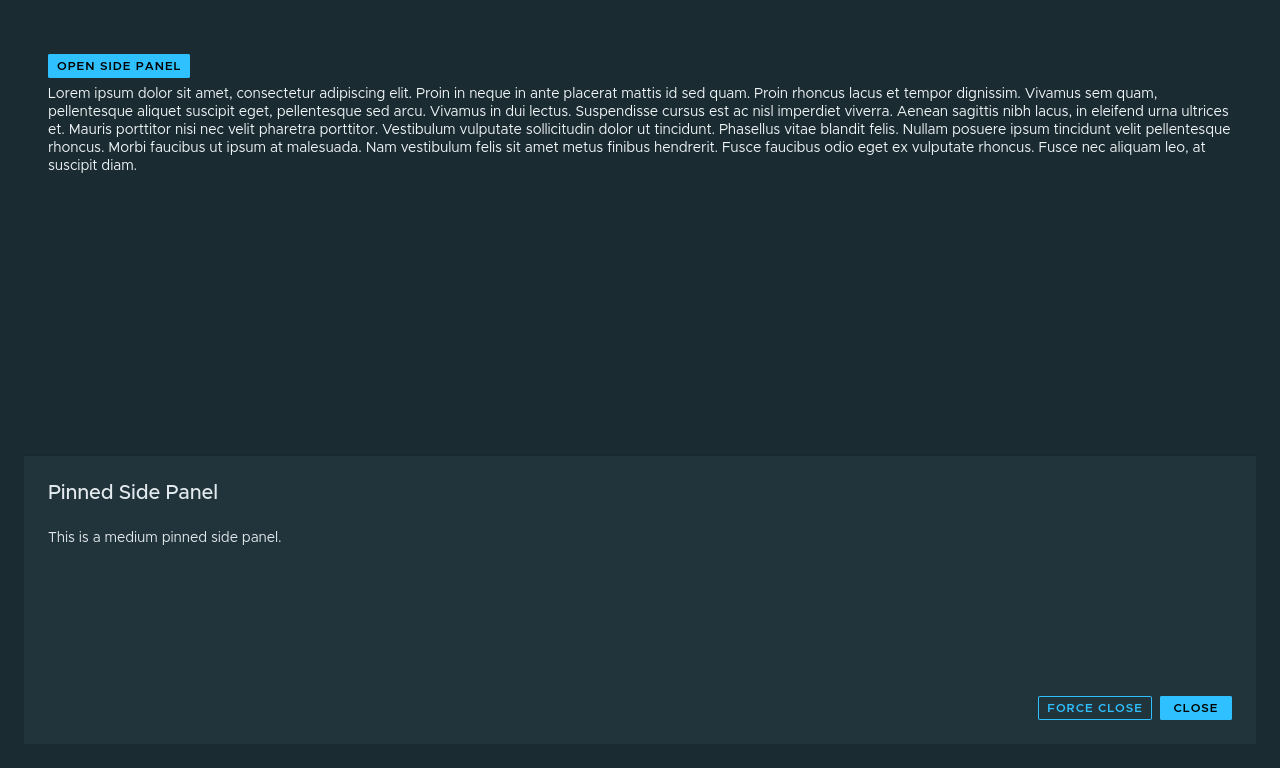 OPEN SIDE PANEL
Lorem ipsum dolor sit amet, consectetur adipiscing elit. Proin in neque in ante placerat mattis id sed quam. Proin rhoncus lacus et tempor dignissim. Vivamus sem quam,
pellentesque aliquet suscipit eget, pellentesque sed arcu. Vivamus in dui lectus. Suspendisse cursus est ac nisl imperdiet viverra. Aenean sagittis nibh lacus, in eleifend urna ultrices
et. Mauris porttitor nisi nec velit pharetra porttitor. Vestibulum vulputate sollicitudin dolor ut tincidunt. Phasellus vitae blandit felis. Nullam posuere ipsum tincidunt velit pellentesque
rhoncus. Morbi faucibus ut ipsum at malesuada. Nam vestibulum felis sit amet metus finibus hendrerit. Fusce faucibus odio eget ex vulputate rhoncus. Fusce nec aliquam leo, at
suscipit diam.
Pinned Side Panel
This is a medium pinned side panel.
FORCE CLOSE
CLOSE